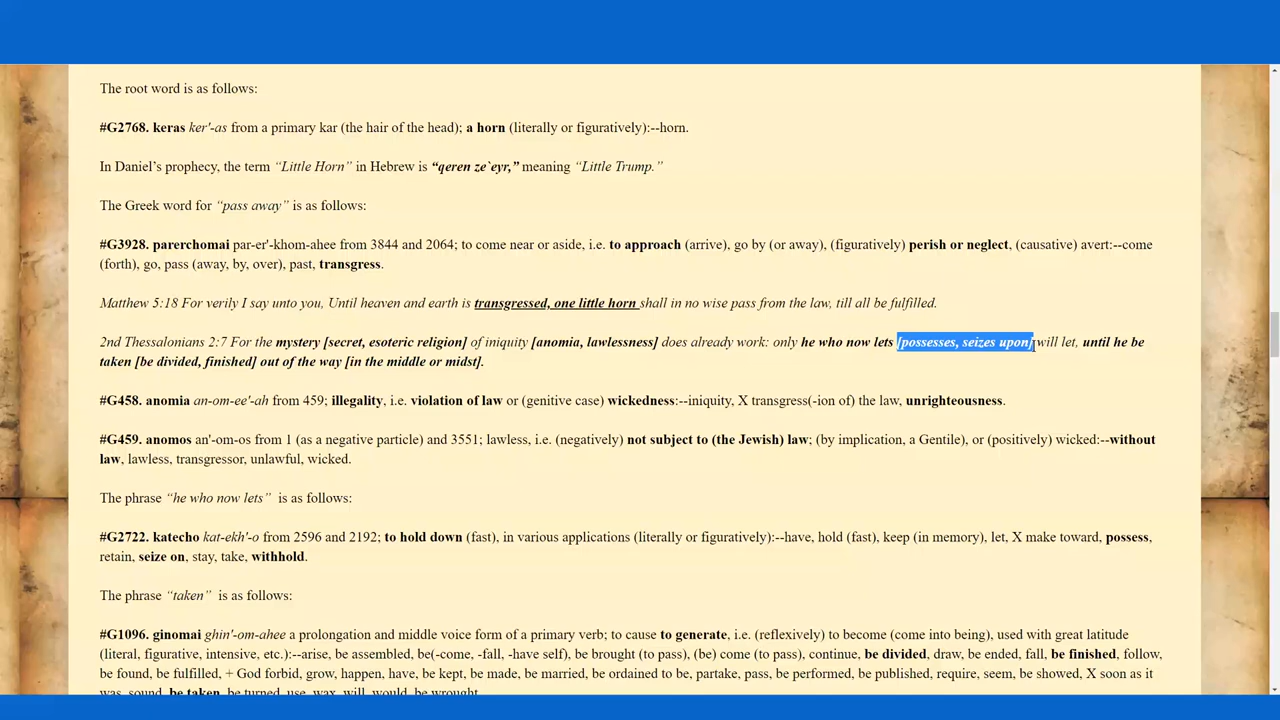 The root word is as follows:
#G2768. keras ker'-as from a primary kar (the hair of the head); a horn (literally or figuratively):--horn.
In Daniel’s prophecy, the term “Little Horn” in Hebrew is “qeren ze`eyr,” meaning “Little Trump.”
The Greek word for “pass away” is as follows:
#G3928. parerchomai par-er'-khom-ahee from 3844 and 2064; to come near or aside, i.e. to approach (arrive), go by (or away), (figuratively) perish or neglect, (causative) avert:--come
(forth), go, pass (away, by, over), past, transgress.
Matthew 5:18 For verily I say unto you, Until heaven and earth is transgressed, one little horn shall in no wise pass from the law, till all be fulfilled.
2nd Thessalonians 2:7 For the mystery [secret, esoteric religion] of iniquity [anomia, lawlessness] does already work: only he who now lets [possesses, seizes upon] will let, until he be
taken [be divided, finished] out of the way [in the middle or midst].
#G458. anomia an-om-ee'-ah from 459; illegality, i.e. violation of law or (genitive case) wickedness:--iniquity, X transgress(-ion of) the law, unrighteousness.
#G459. anomos an'-om-os from 1 (as a negative particle) and 3551; lawless, i.e. (negatively) not subject to (the Jewish) law; (by implication, a Gentile), or (positively) wicked:--without
law, lawless, transgressor, unlawful, wicked.
The phrase “he who now lets” is as follows:
#G2722. katecho kat-ekh'-o from 2596 and 2192; to hold down (fast), in various applications (literally or figuratively):--have, hold (fast), keep (in memory), let, X make toward, possess,
retain, seize on, stay, take, withhold.
The phrase “taken” is as follows:
#G1096. ginomai ghin'-om-ahee a prolongation and middle voice form of a primary verb; to cause to generate, i.e. (reflexively) to become (come into being), used with great latitude
(literal, figurative, intensive, etc.):--arise, be assembled, be(-come, -fall, -have self), be brought (to pass), (be) come (to pass), continue, be divided, draw, be ended, fall, be finished, follow,
be found, be fulfilled, + God forbid, grow, happen, have, be kept, be made, be married, be ordained to be, partake, pass, be performed, be published, require, seem, be showed, X soon as it
was, sound, be taken, be turned, use, wax, will, would, be wrought.